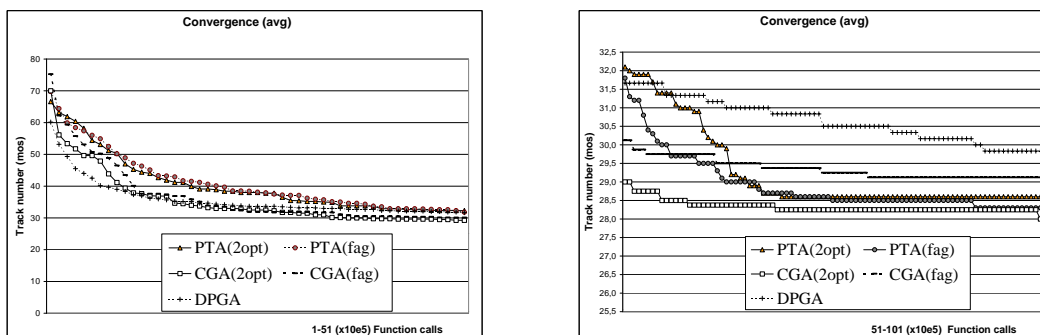 Convergence (avg)
Track number (mos)
80
70
60
50
40
30
20
10
0
PTA(2opt)
PTA(fag)
CGA(2opt)
CGA(fag)
DPGA
1-51 (x10e5) Function calls
Convergence (avg)
Track number (mos)
32,5
32,0
31,5
31,0
30,5
30,0
29,5
29,0
28,5
28,0
27,5
27,0
26,5
26,0
25,5
PTA(2opt)
PTA(fag)
CGA(2opt)
CGA(fag)
DPGA
51-101 (x10e5) Function calls